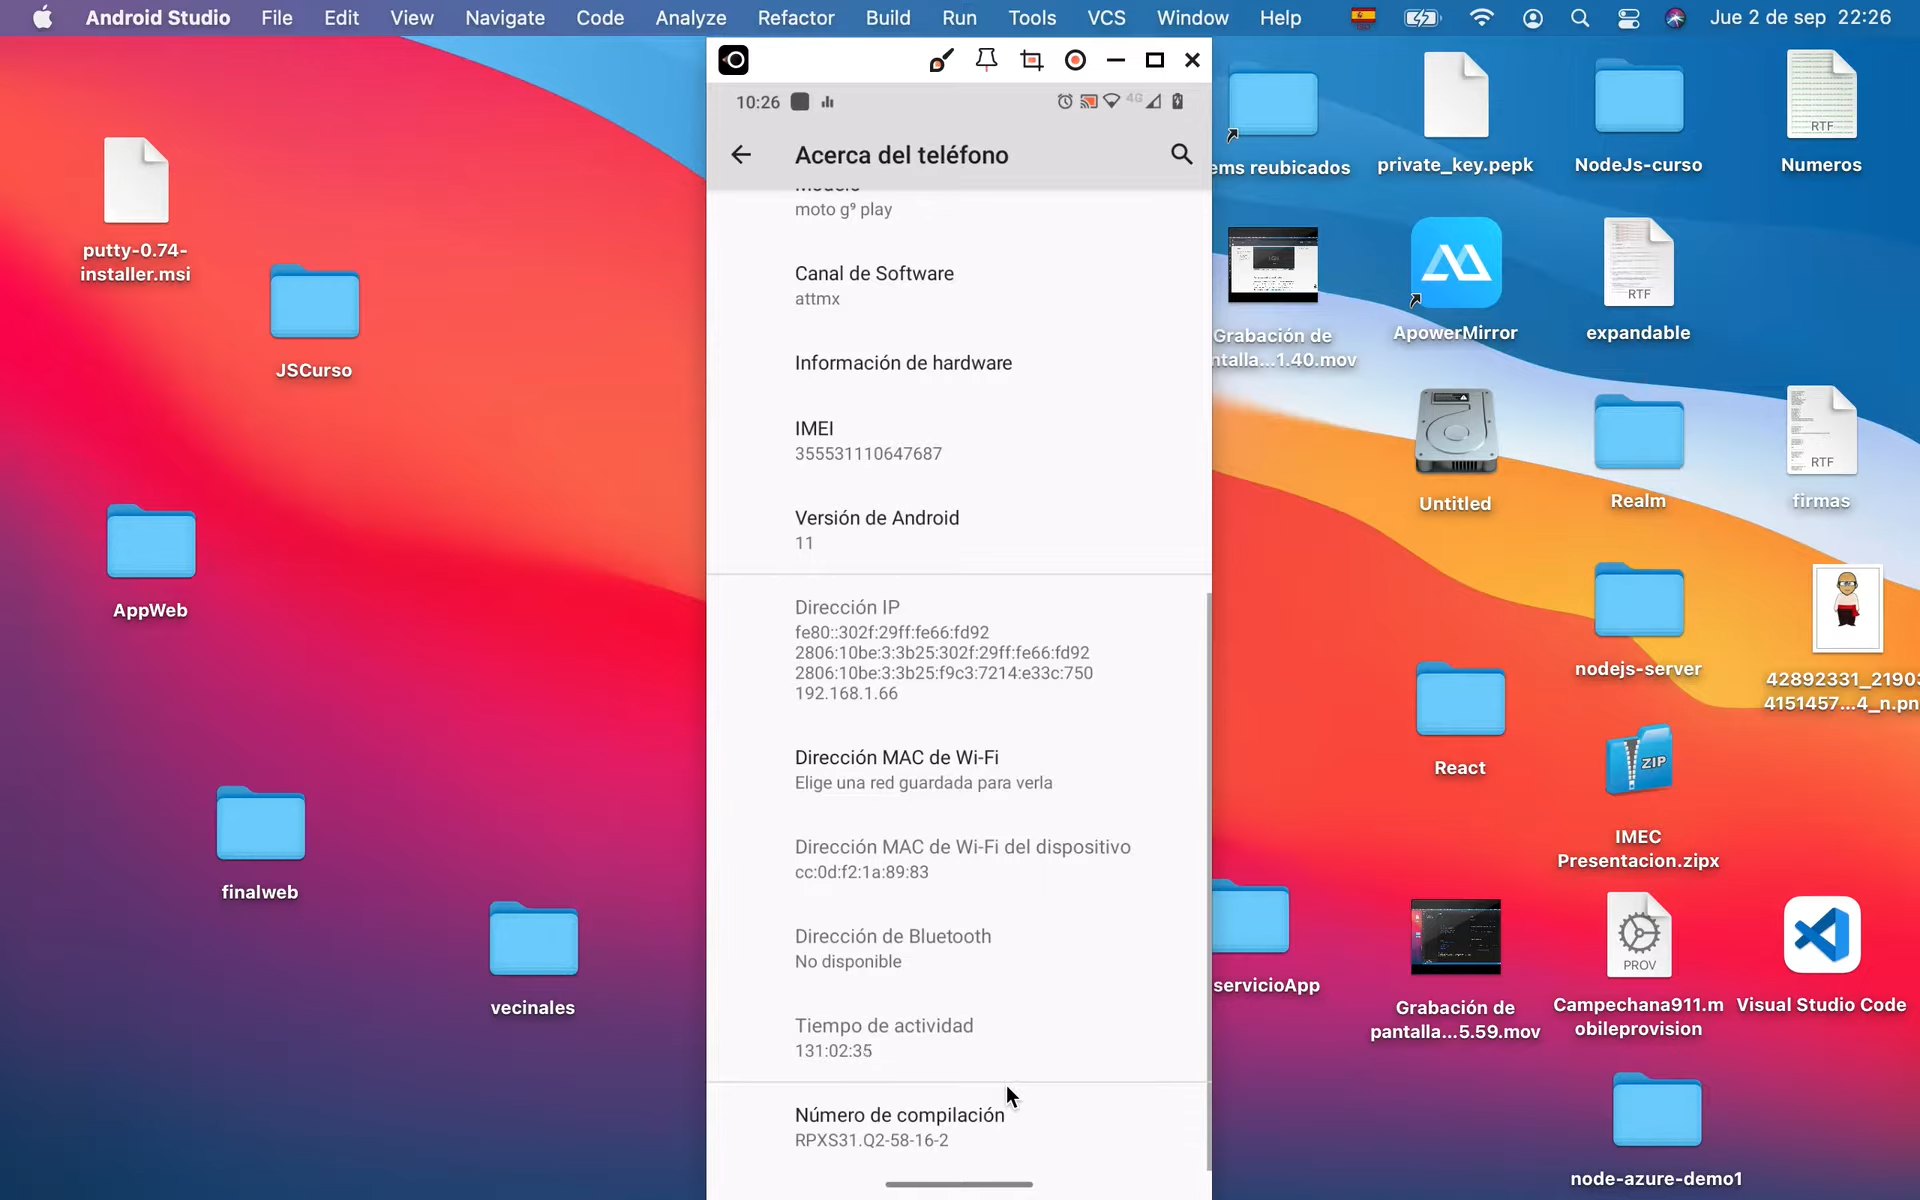 Android Studio File Edit View Navigate Code Analyze Refactor Build Run Tools VCS Window Help Jue 2 de sep 22:26
10:26 4G
Acerca del teléfono
Modelo
moto g⁹ play
Canal de Software
attmx
Información de hardware
IMEI
355531110647687
Versión de Android
11
Dirección IP
fe80::302f:29ff:fe66:fd92
2806:10be:3:3b25:302f:29ff:fe66:fd92
2806:10be:3:3b25:f9c3:7214:e33c:750
192.168.1.66
Dirección MAC de Wi-Fi
Elige una red guardada para verla
Dirección MAC de Wi-Fi del dispositivo
cc:0d:f2:1a:89:83
Dirección de Bluetooth
No disponible
Tiempo de actividad
131:02:35
Número de compilación
RPXS31.Q2-58-16-2
putty-0.74-
installer.msi
JSCurso
AppWeb
finalweb
vecinales
ems reubicados
private_key.pepk
NodeJs-curso
RTF
Numeros
Grabación de
ntalla...1.40.mov
ApowerMirror
RTF
expandable
Untitled
Realm
RTF
firmas
nodejs-server
42892331_2190
4151457...4_n.pn
React
ZIP
IMEC
Presentacion.zipx
servicioApp
Grabación de
pantalla...5.59.mov
PROV
Campechana911.m
obileprovision
Visual Studio Code
node-azure-demo1